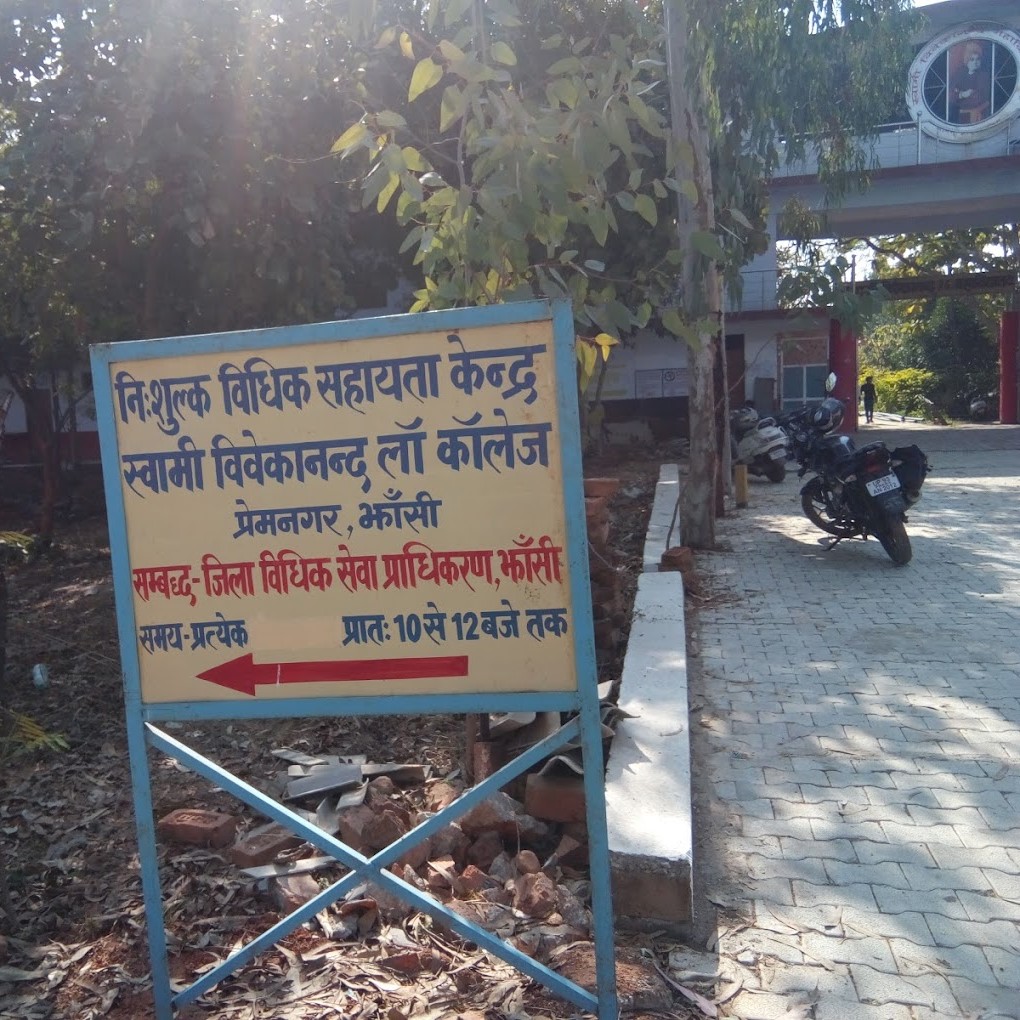 निःशुल्क विधिक सहायता केन्द्र
स्वामी विवेकानन्द लॉ कॉलेज
प्रेमनगर, झाँसी
सम्बद्ध- जिला विधिक सेवा प्राधिकरण, झाँसी
समय-प्रत्येक प्रातः 10 से 12 बजे तक